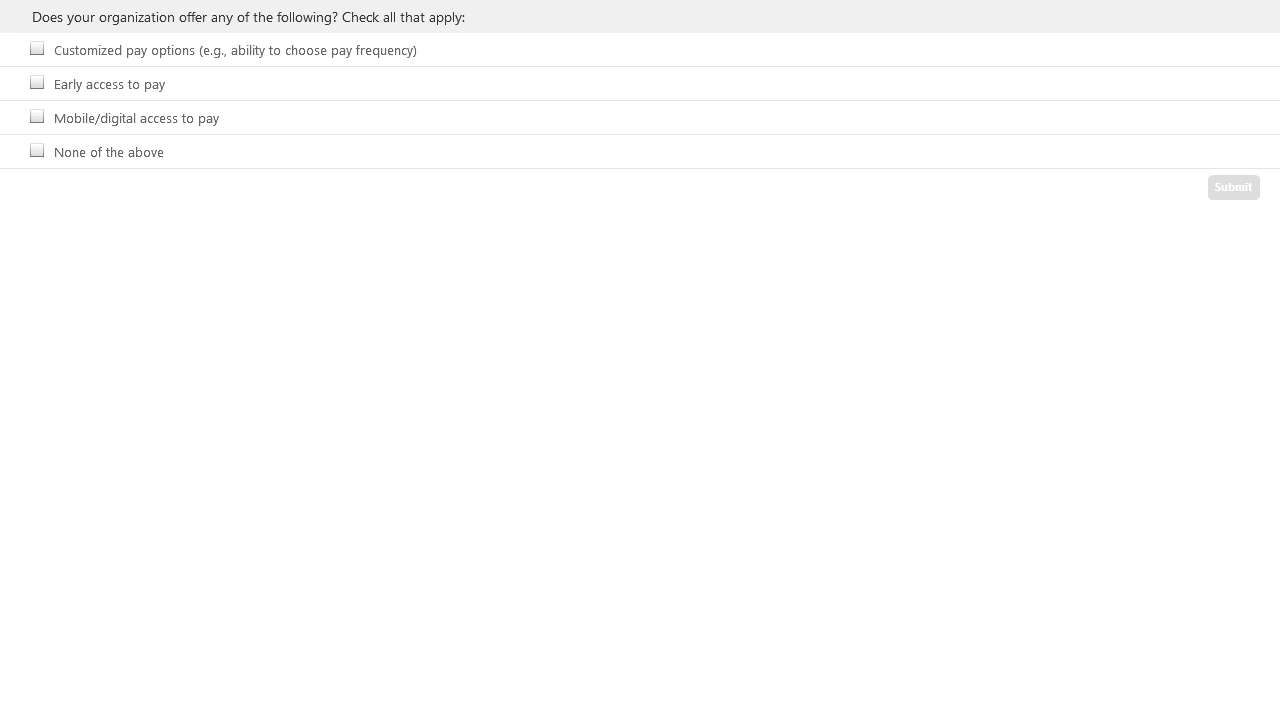 Does your organization offer any of the following? Check all that apply:
Customized pay options (e.g., ability to choose pay frequency)
Early access to pay
Mobile/digital access to pay
None of the above
Submit